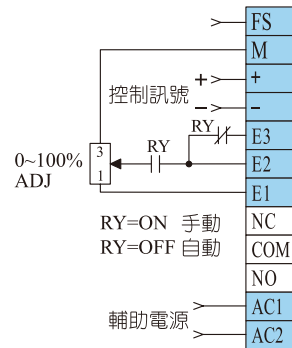 FS
M
+ +
控制訊號
− −
RY E3
3 RY E2
0~100%
ADJ
1 E1
RY=ON 手動 NC
RY=OFF 自動 COM
NO
輔助電源 AC1
AC2